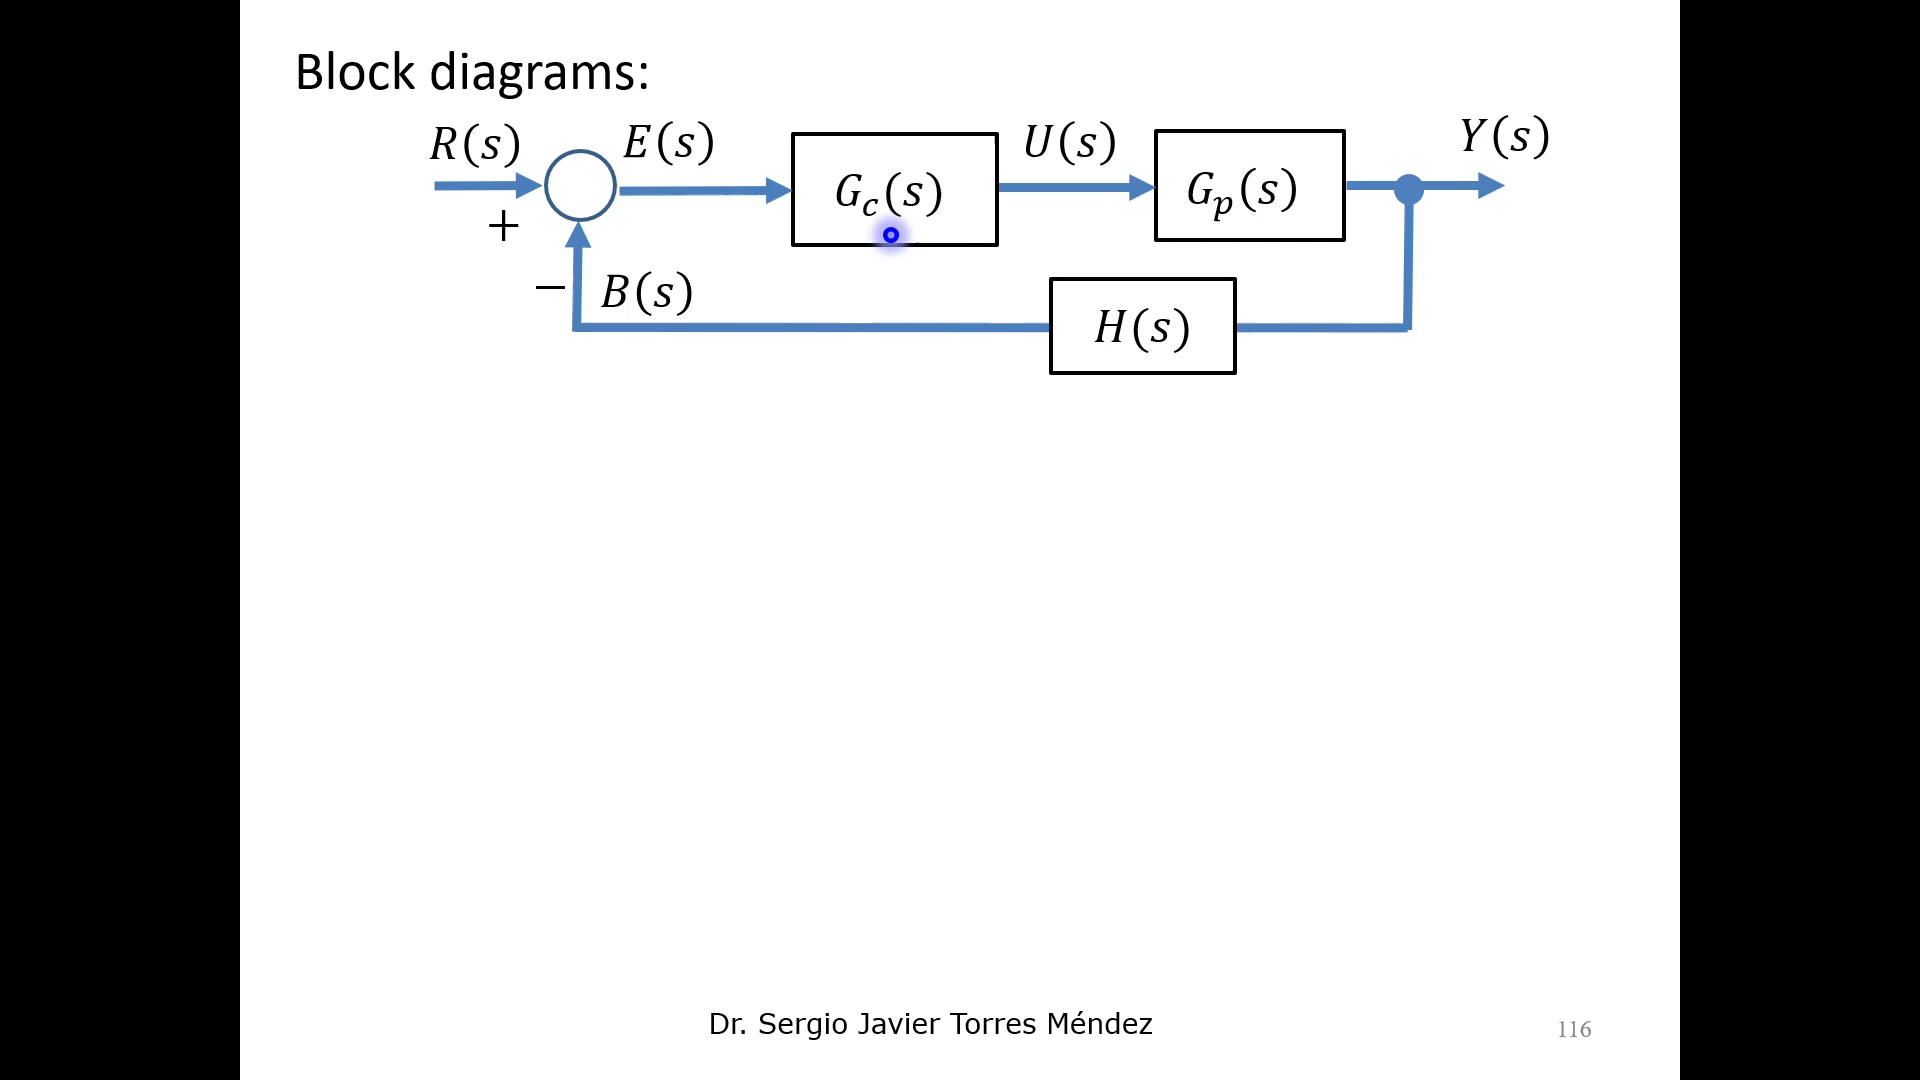 Block diagrams:
R(s) E(s) U(s) Y(s)
G_c(s) G_p(s)
+
− B(s)
H(s)
Dr. Sergio Javier Torres Méndez
116